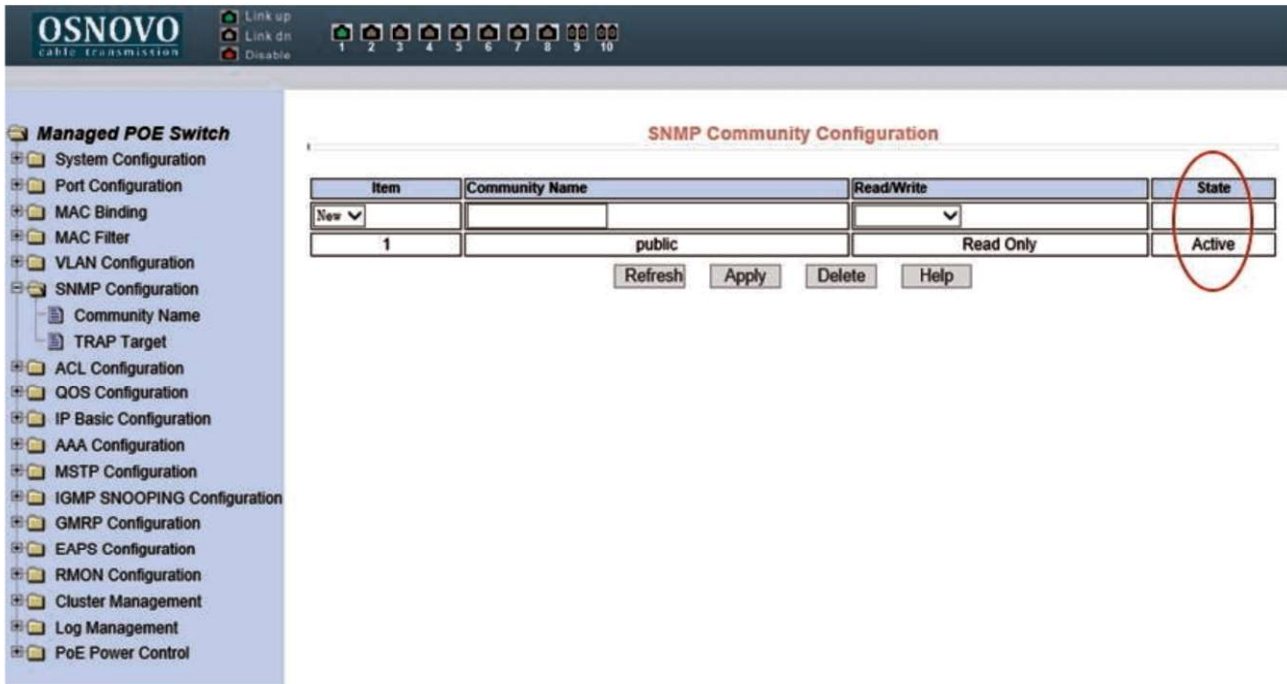 OSNOVO
cable transmission
Link up
Link dn
Disable
1 2 3 4 5 6 7 8 9 10
Managed POE Switch
System Configuration
Port Configuration
MAC Binding
MAC Filter
VLAN Configuration
SNMP Configuration
Community Name
TRAP Target
ACL Configuration
QOS Configuration
IP Basic Configuration
AAA Configuration
MSTP Configuration
IGMP SNOOPING Configuration
GMRP Configuration
EAPS Configuration
RMON Configuration
Cluster Management
Log Management
PoE Power Control
SNMP Community Configuration
Item Community Name Read/Write State
New
1 public Read Only Active
Refresh Apply Delete Help